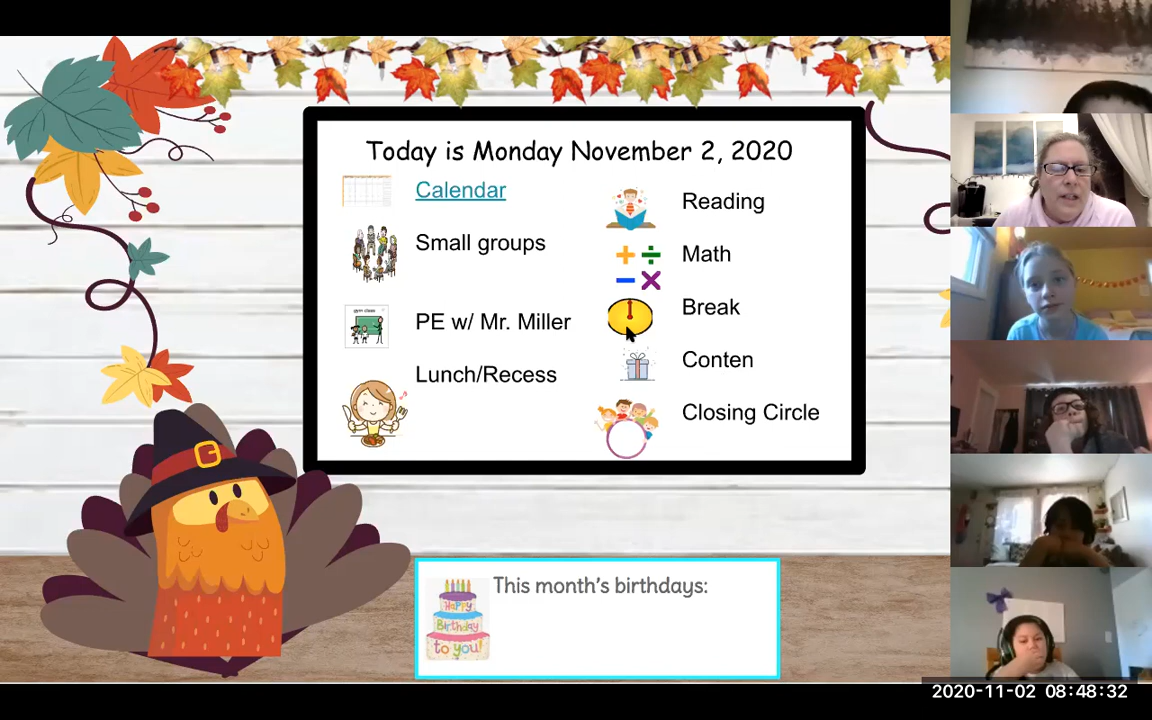 Today is Monday November 2, 2020
Calendar
Small groups
PE w/ Mr. Miller
Lunch/Recess
Reading
Math
Break
Conten
Closing Circle
This month's birthdays:
Happy
Birthday
to you!
2020-11-02 08:48:32